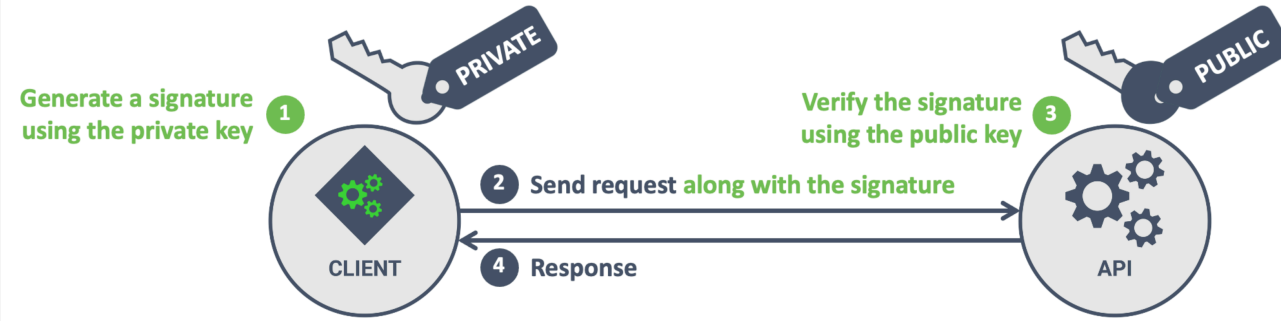 PRIVATE
PUBLIC
Generate a signature
using the private key
1
Verify the signature
using the public key
3
2 Send request along with the signature
CLIENT
4 Response
API